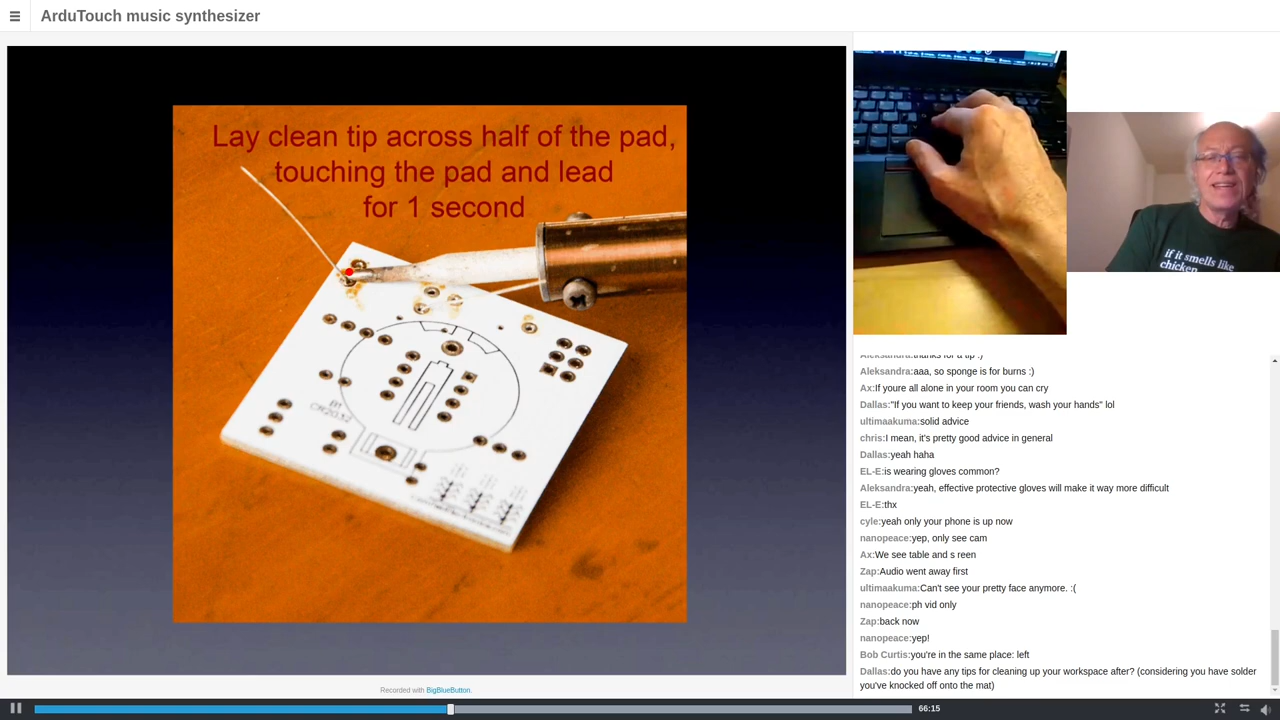 ArduTouch music synthesizer
Lay clean tip across half of the pad,
touching the pad and lead
for 1 second
CR2032
if it smells like
chicken
Aleksandra:thanks for a tip :)
Aleksandra:aaa, so sponge is for burns :)
Ax:If youre all alone in your room you can cry
Dallas:"If you want to keep your friends, wash your hands" lol
ultimaakuma:solid advice
chris:I mean, it's pretty good advice in general
Dallas:yeah haha
EL-E:is wearing gloves common?
Aleksandra:yeah, effective protective gloves will make it way more difficult
EL-E:thx
cyle:yeah only your phone is up now
nanopeace:yep, only see cam
Ax:We see table and s reen
Zap:Audio went away first
ultimaakuma:Can't see your pretty face anymore. :(
nanopeace:ph vid only
Zap:back now
nanopeace:yep!
Bob Curtis:you're in the same place: left
Dallas:do you have any tips for cleaning up your workspace after? (considering you have solder
you've knocked off onto the mat)
Recorded with BigBlueButton.
66:15